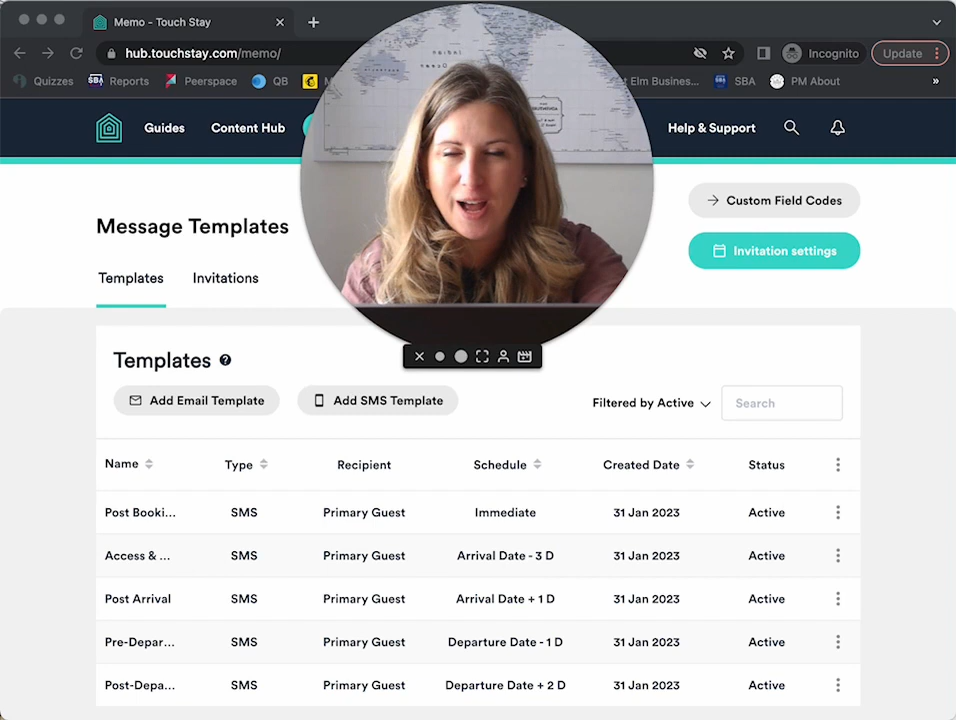 Memo - Touch Stay
hub.touchstay.com/memo/
Incognito
Update
Quizzes
SBA Reports
Peerspace
QB
Elm Business...
SBA
PM About
»
Guides
Content Hub
Help & Support
Custom Field Codes
Message Templates
Invitation settings
Templates
Invitations
Templates ?
Add Email Template
Add SMS Template
Filtered by Active
Search
Name Type Recipient Schedule Created Date Status
Post Booki... SMS Primary Guest Immediate 31 Jan 2023 Active
Access & ... SMS Primary Guest Arrival Date - 3 D 31 Jan 2023 Active
Post Arrival SMS Primary Guest Arrival Date + 1 D 31 Jan 2023 Active
Pre-Depar... SMS Primary Guest Departure Date - 1 D 31 Jan 2023 Active
Post-Depa... SMS Primary Guest Departure Date + 2 D 31 Jan 2023 Active